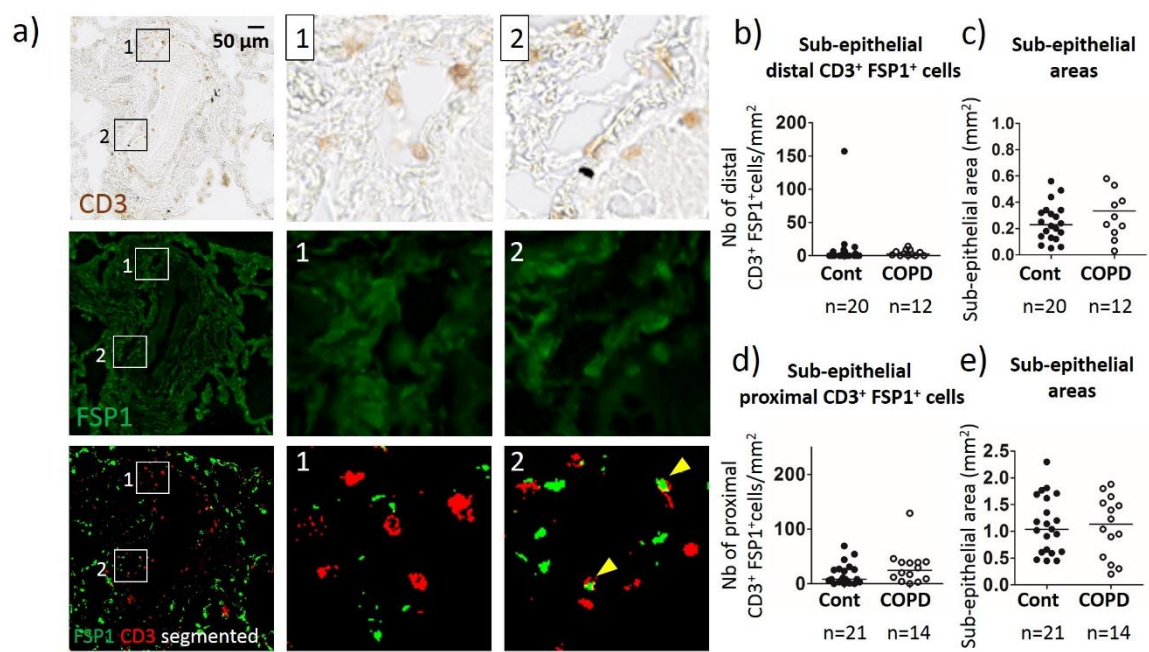 a)
1
50 µm
2
CD3
1
2
1
2
FSP1
1
2
1
2
FSP1 CD3 segmented
1
2
b)
Sub-epithelial
distal CD3⁺ FSP1⁺ cells
Nb of distal
CD3⁺ FSP1⁺cells/mm²
200
150
100
50
0
Cont
COPD
n=20
n=12
c)
Sub-epithelial
areas
Sub-epithelial area (mm²)
1.0
0.8
0.6
0.4
0.2
0.0
Cont
COPD
n=20
n=12
d)
Sub-epithelial
proximal CD3⁺ FSP1⁺ cells
Nb of proximal
CD3⁺ FSP1⁺cells/mm²
200
100
0
Cont
COPD
n=21
n=14
e)
Sub-epithelial
areas
Sub-epithelial area (mm²)
2.5
2.0
1.5
1.0
0.5
0.0
Cont
COPD
n=21
n=14